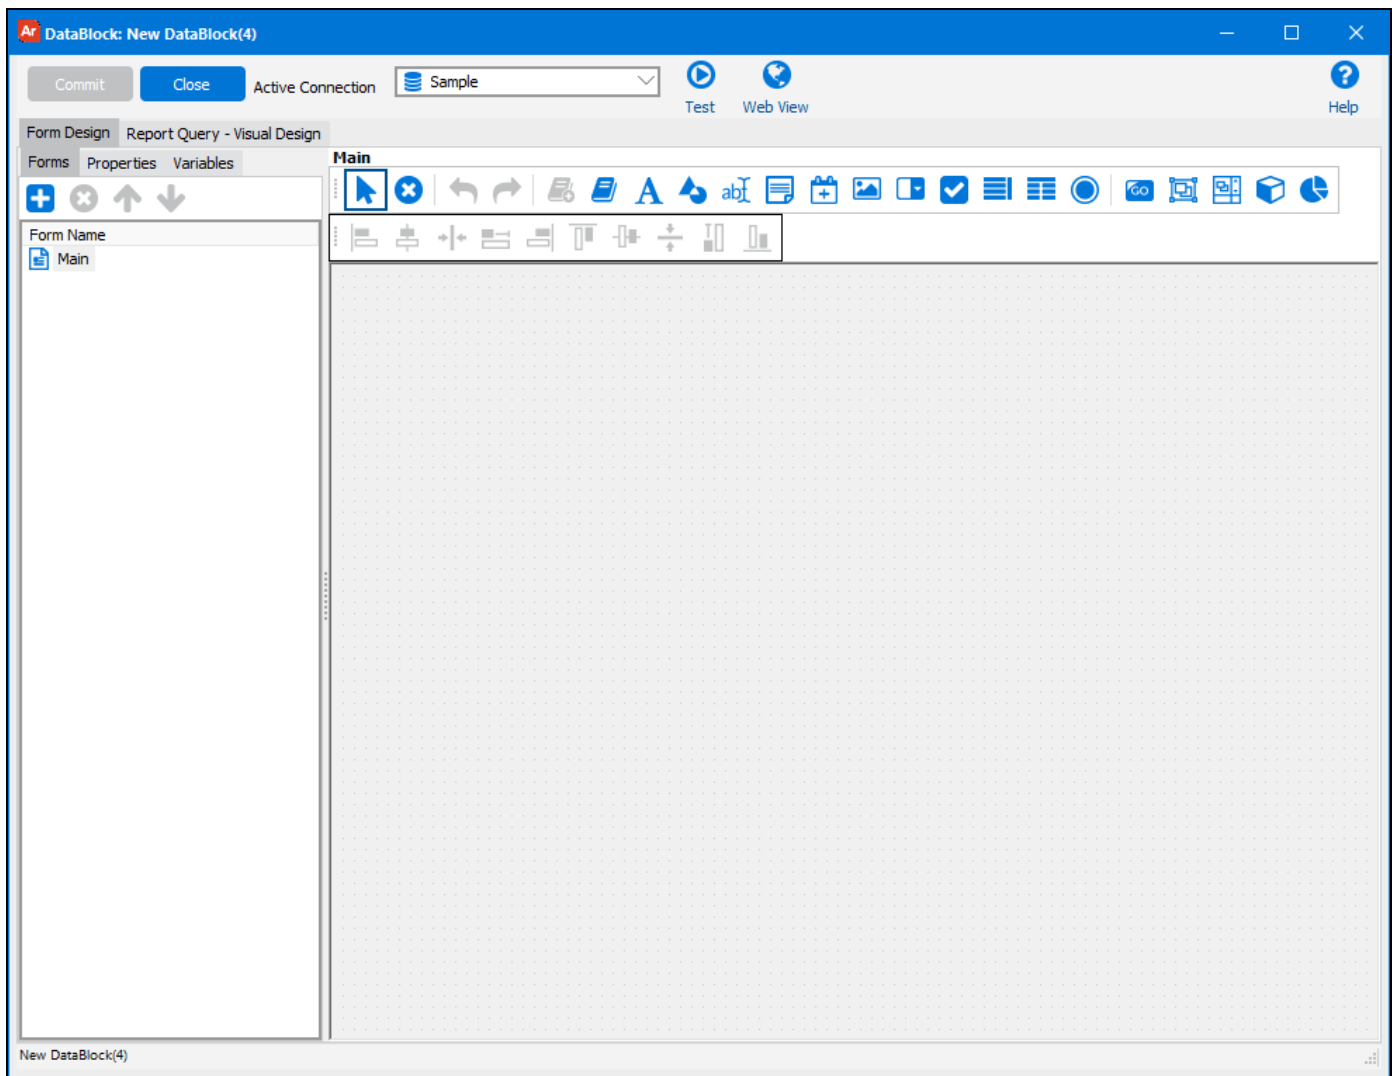 Ar DataBlock: New DataBlock(4)
Commit Close Active Connection Sample
Test Web View Help
Form Design Report Query - Visual Design
Forms Properties Variables
Main
A abI GO
Form Name
Main
New DataBlock(4)